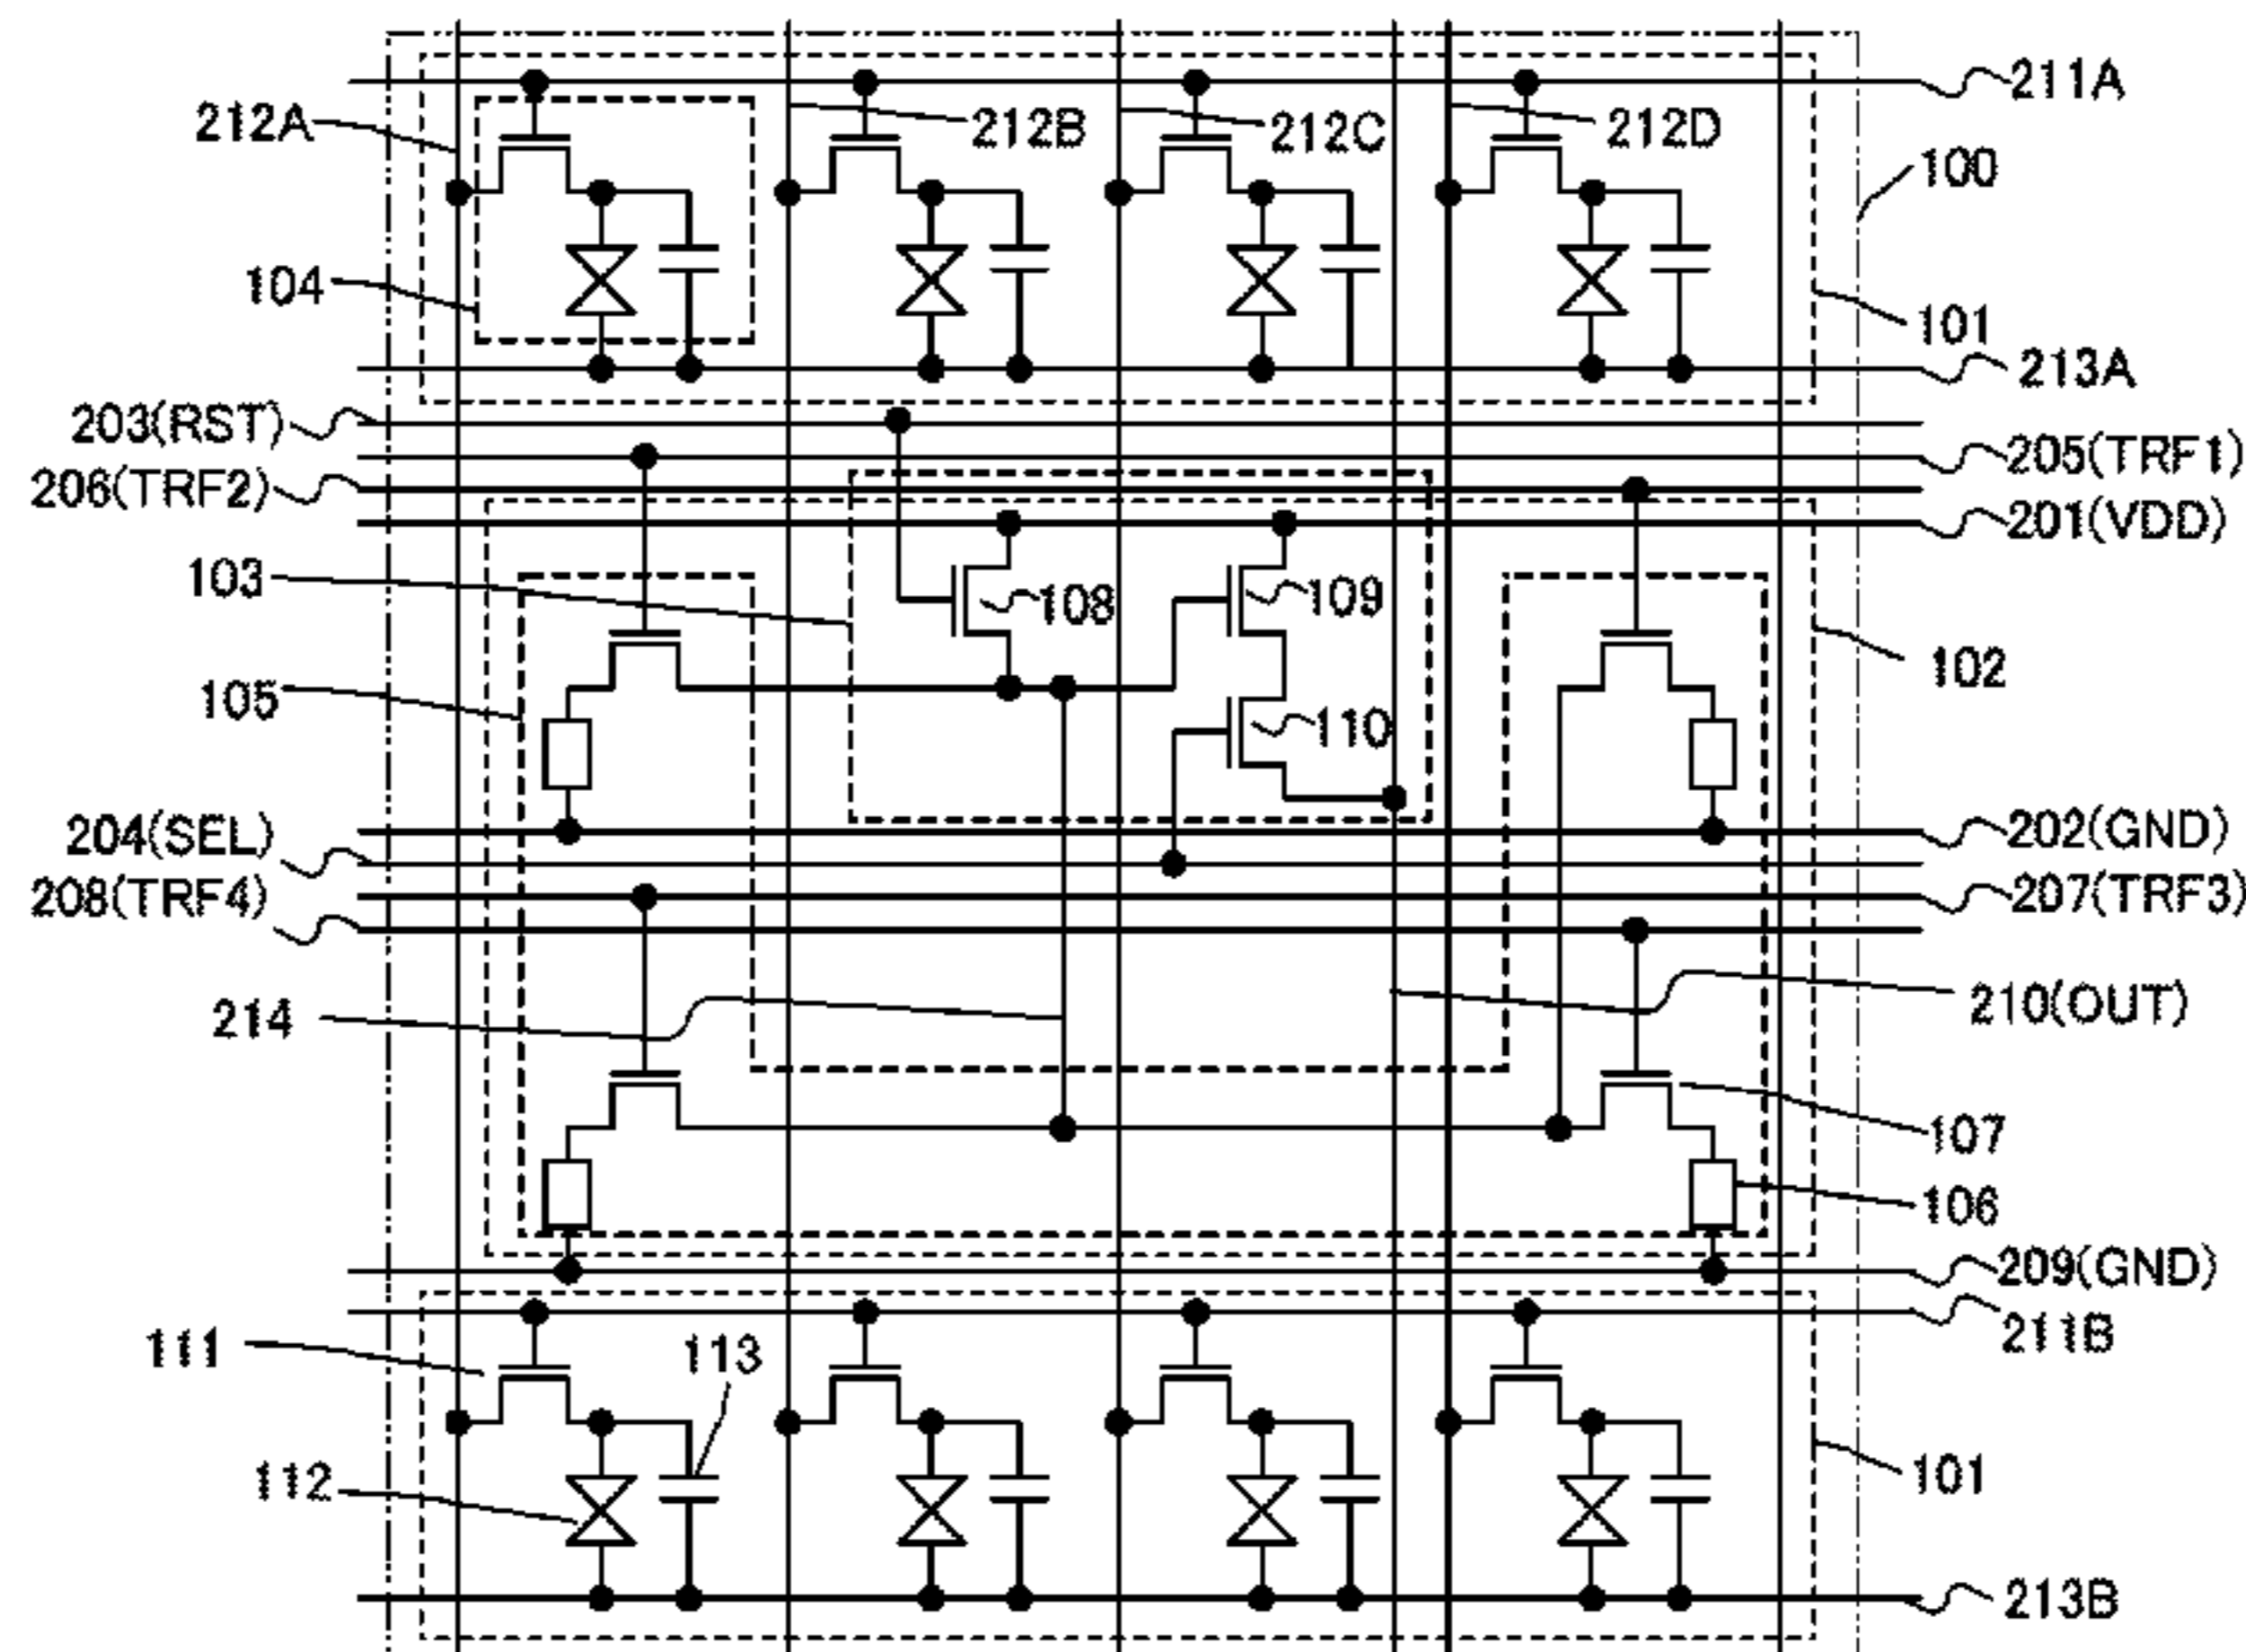 211A
212A
212B
212C
212D
100
104
101
213A
203(RST)
205(TRF1)
206(TRF2)
201(VDD)
103
108
109
102
105
110
204(SEL)
202(GND)
208(TRF4)
207(TRF3)
214
210(OUT)
107
106
209(GND)
211B
111
113
112
101
213B